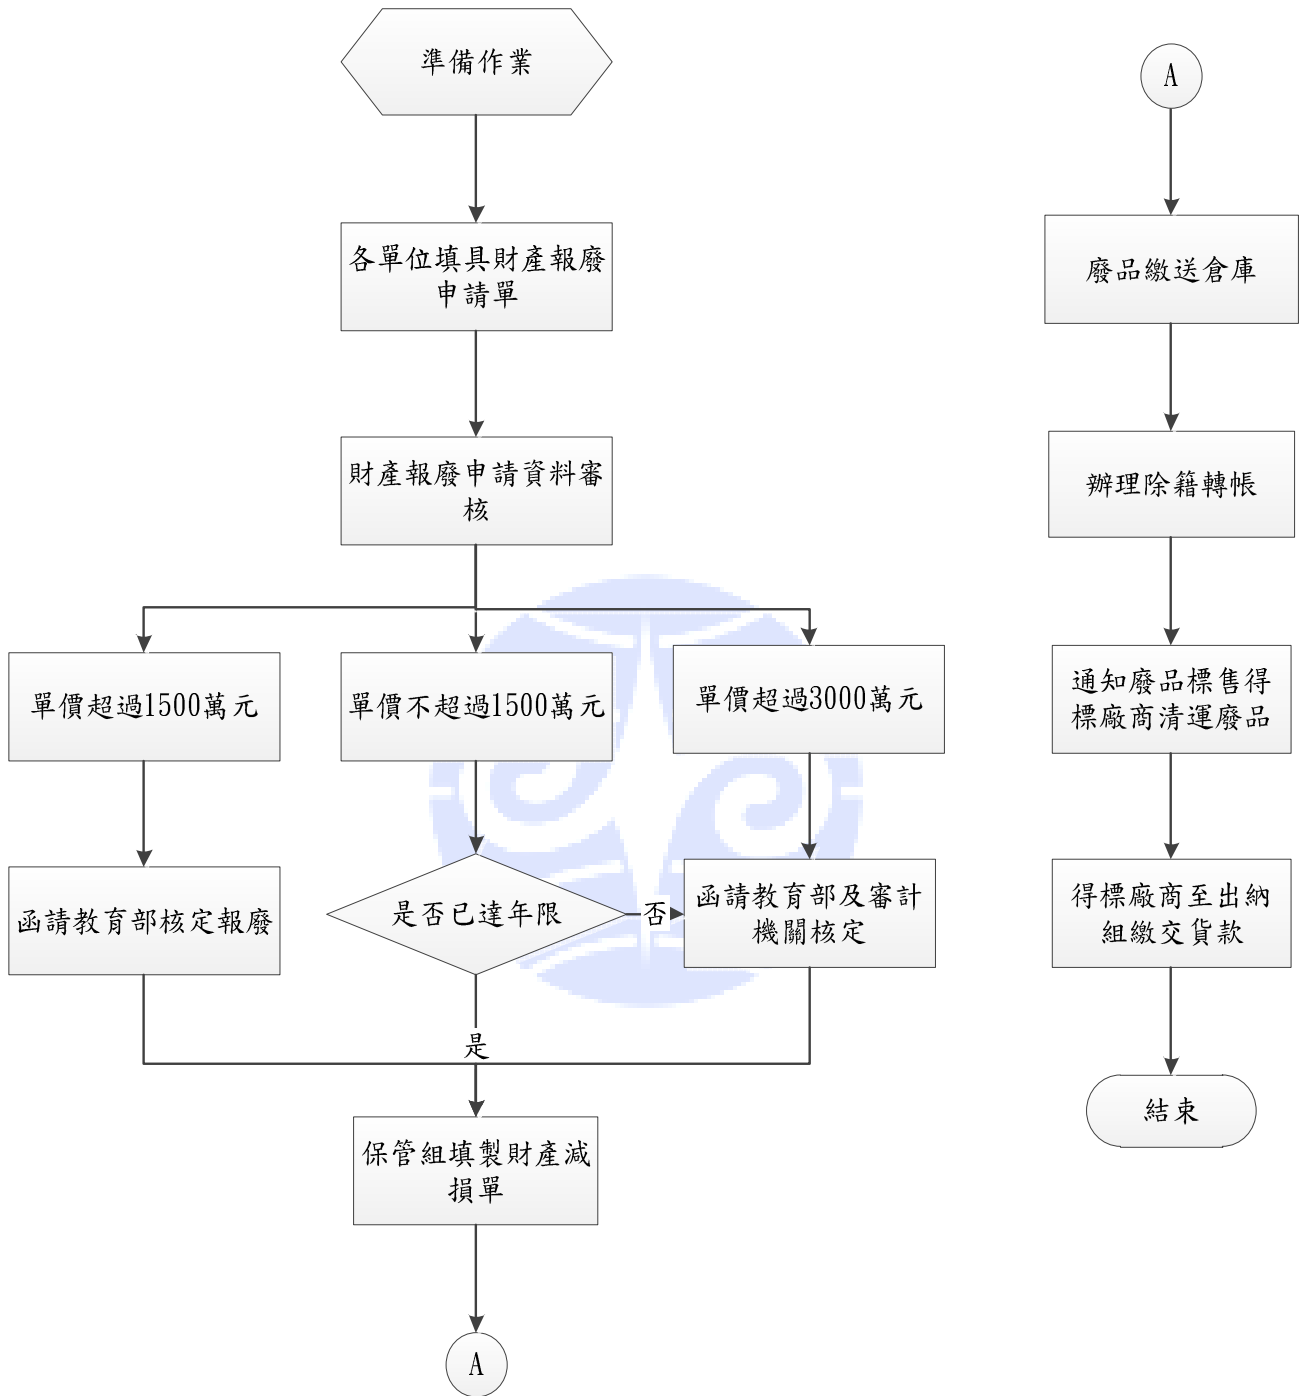 準備作業
各單位填具財產報廢
申請單
財產報廢申請資料審
核
單價超過1500萬元
單價不超過1500萬元
單價超過3000萬元
函請教育部核定報廢
是否已達年限
否
函請教育部及審計
機關核定
是
保管組填製財產減
損單
A
A
廢品繳送倉庫
辦理除籍轉帳
通知廢品標售得
標廠商清運廢品
得標廠商至出納
組繳交貨款
結束